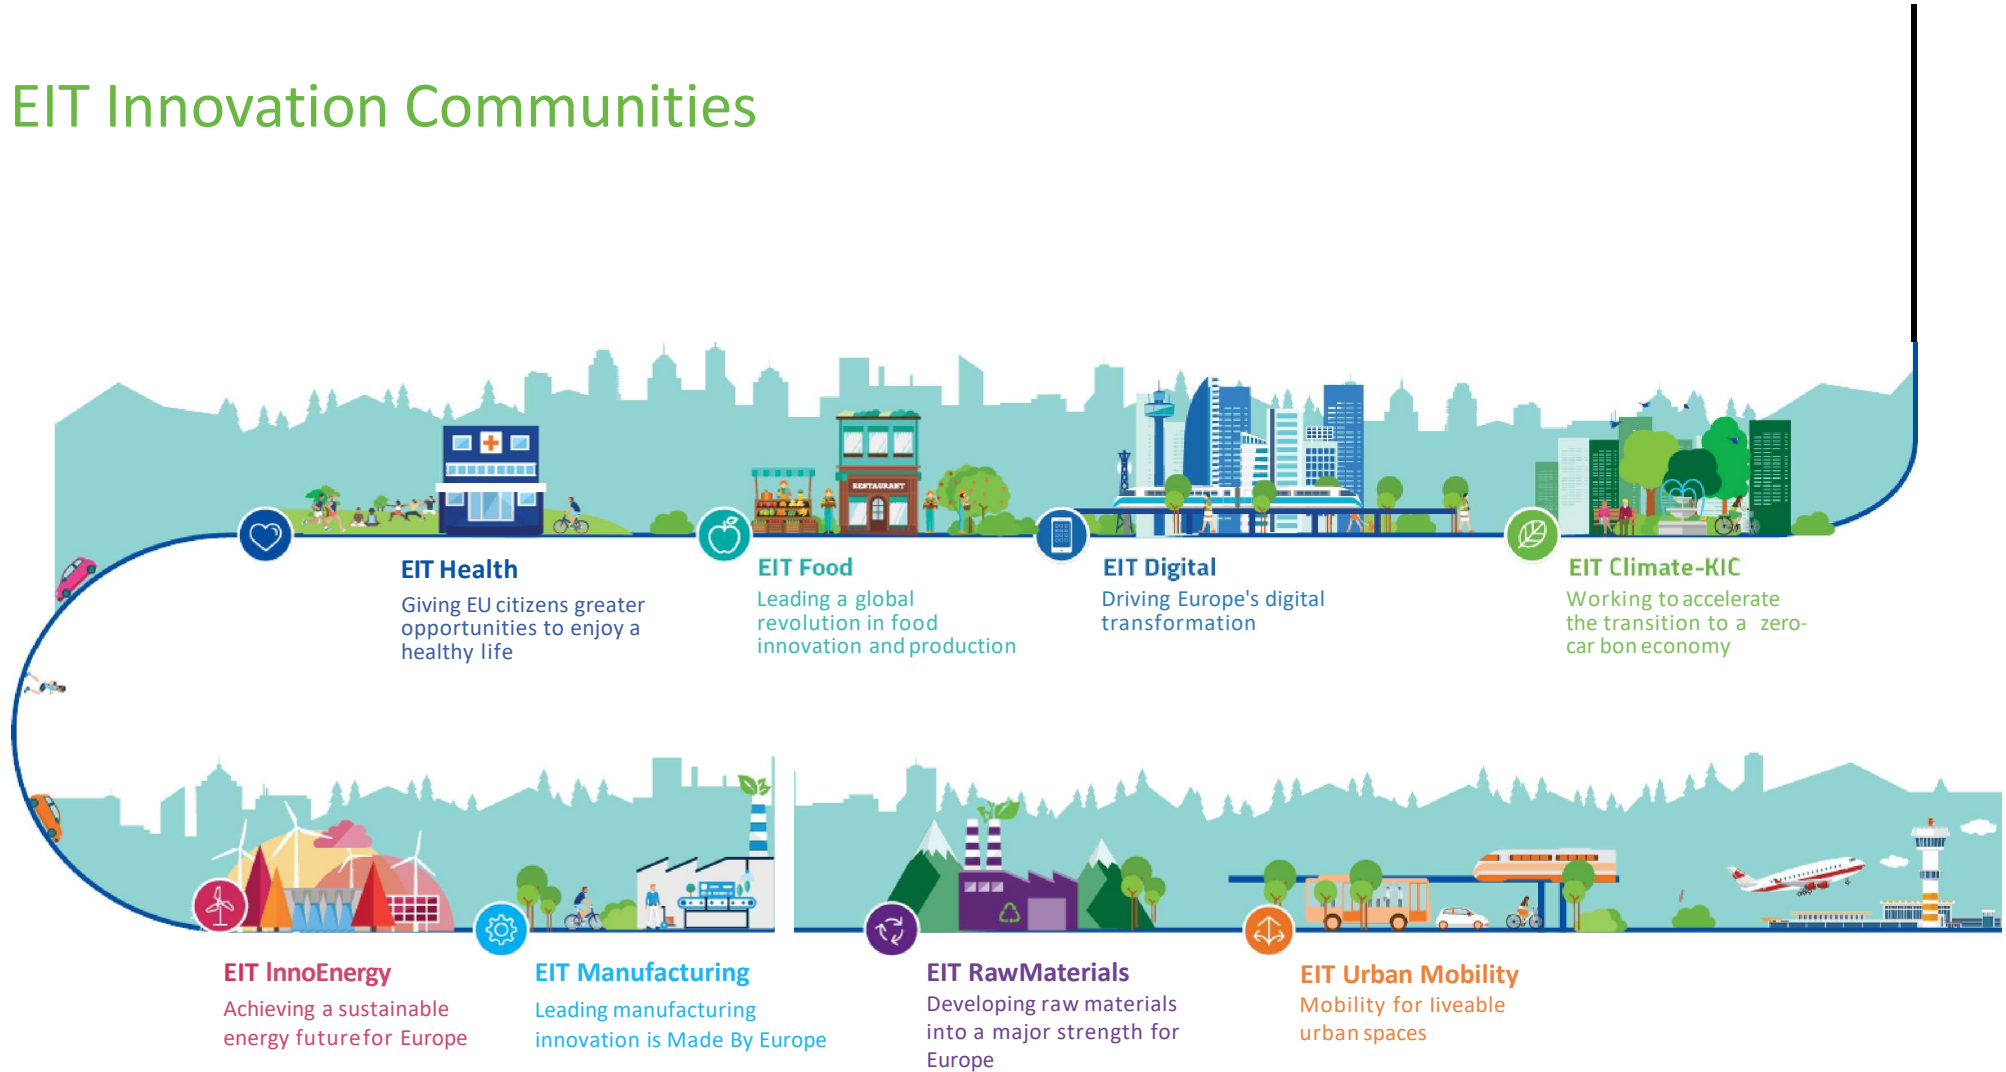 EIT Innovation Communities
RESTAURANT
EIT Health
Giving EU citizens greater
opportunities to enjoy a
healthy life
EIT Food
Leading a global
revolution in food
innovation and production
EIT Digital
Driving Europe's digital
transformation
EIT Climate-KIC
Working to accelerate
the transition to a zero-
car bon economy
EIT InnoEnergy
Achieving a sustainable
energy future for Europe
EIT Manufacturing
Leading manufacturing
innovation is Made By Europe
EIT RawMaterials
Developing raw materials
into a major strength for
Europe
EIT Urban Mobility
Mobility for liveable
urban spaces